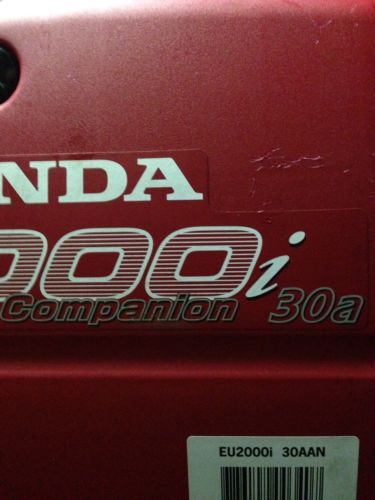 NDA
000i
Companion 30a
EU2000i 30AAN